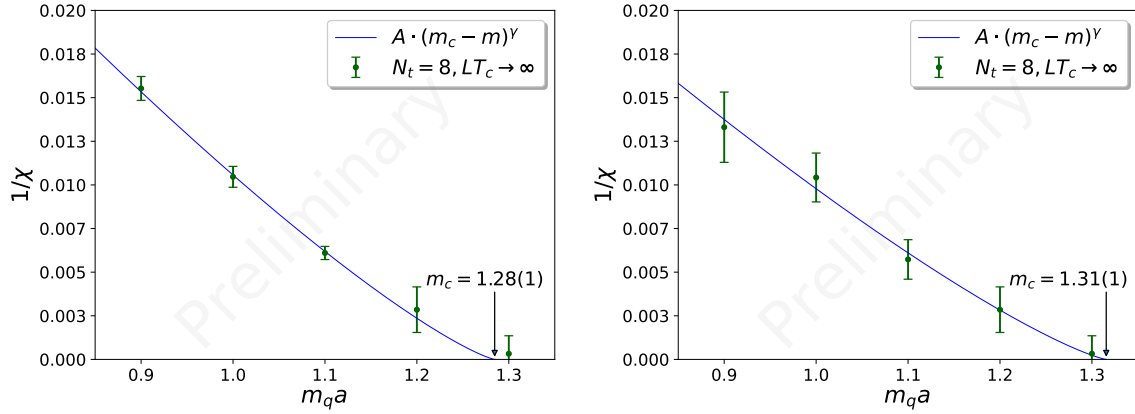 0.020
0.018
0.015
0.013
0.010
0.007
0.005
0.003
0.000
1/χ
A · (m_c − m)^γ
N_t = 8, LT_c → ∞
Preliminary
m_c = 1.28(1)
0.9 1.0 1.1 1.2 1.3
m_q a
0.020
0.018
0.015
0.013
0.010
0.007
0.005
0.003
0.000
1/χ
A · (m_c − m)^γ
N_t = 8, LT_c → ∞
Preliminary
m_c = 1.31(1)
0.9 1.0 1.1 1.2 1.3
m_q a